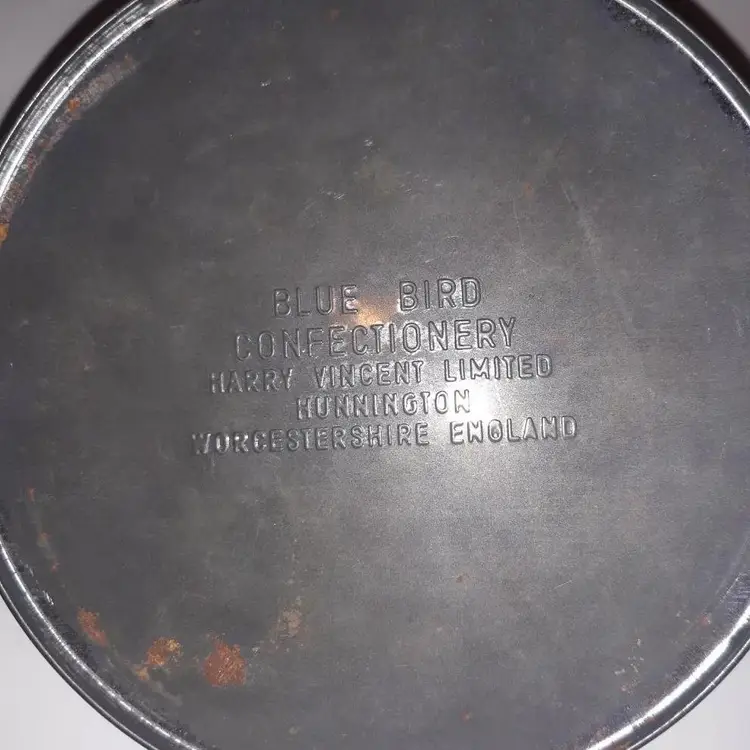 BLUE BIRD
CONFECTIONERY
HARRY VINCENT LIMITED
HUNNINGTON
WORCESTERSHIRE ENGLAND